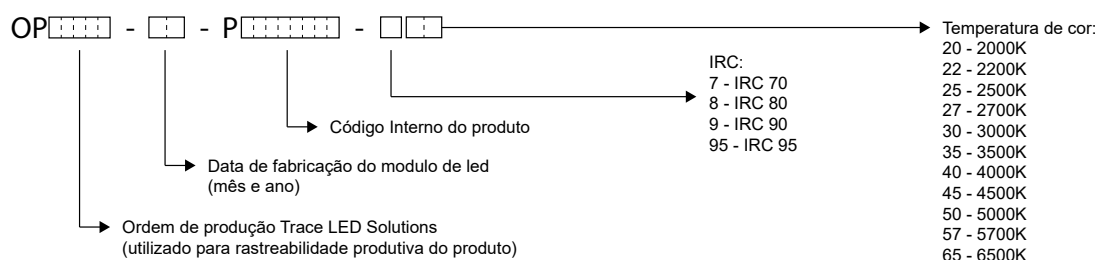 OP - - P -
Temperatura de cor:
20 - 2000K
22 - 2200K
25 - 2500K
27 - 2700K
30 - 3000K
35 - 3500K
40 - 4000K
45 - 4500K
50 - 5000K
57 - 5700K
65 - 6500K
IRC:
7 - IRC 70
8 - IRC 80
9 - IRC 90
95 - IRC 95
Código Interno do produto
Data de fabricação do modulo de led
(mês e ano)
Ordem de produção Trace LED Solutions
(utilizado para rastreabilidade produtiva do produto)